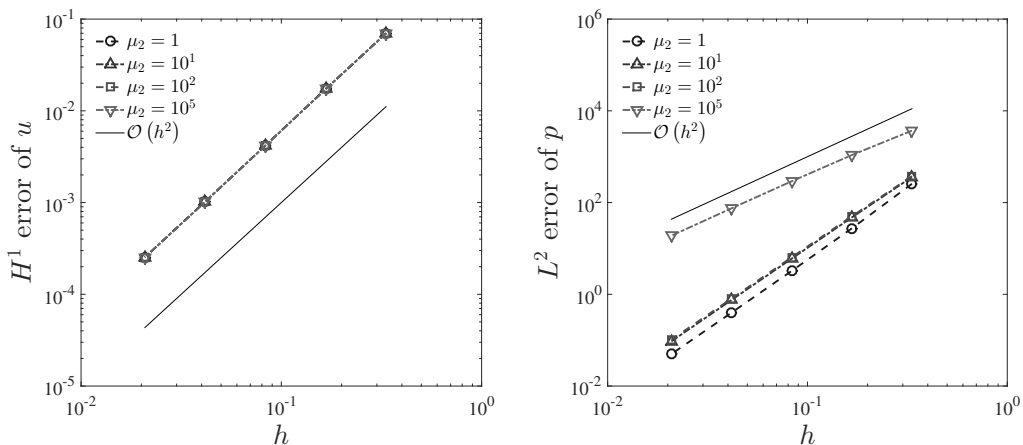 10^{-1}
10^{-2}
10^{-3}
10^{-4}
10^{-5}
H^1 error of u
μ_2 = 1
μ_2 = 10^1
μ_2 = 10^2
μ_2 = 10^5
𝒪(h^2)
10^{-2}
10^{-1}
10^0
h
10^6
10^4
10^2
10^0
10^{-2}
L^2 error of p
μ_2 = 1
μ_2 = 10^1
μ_2 = 10^2
μ_2 = 10^5
𝒪(h^2)
10^{-2}
10^{-1}
10^0
h